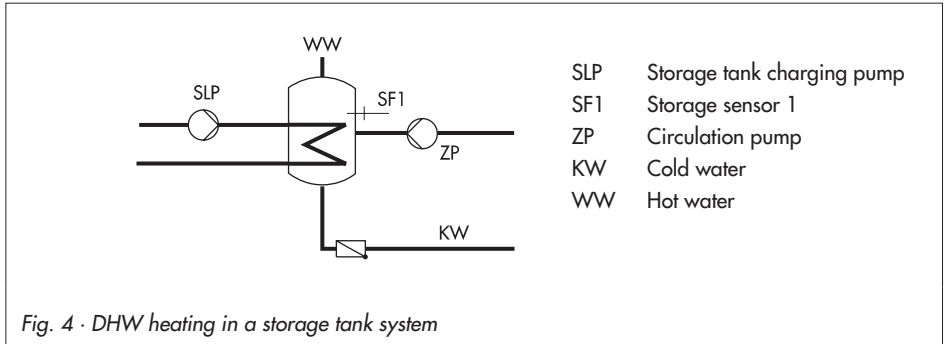 WW
SLP
SF1
ZP
KW
SLP Storage tank charging pump
SF1 Storage sensor 1
ZP Circulation pump
KW Cold water
WW Hot water
Fig. 4 · DHW heating in a storage tank system